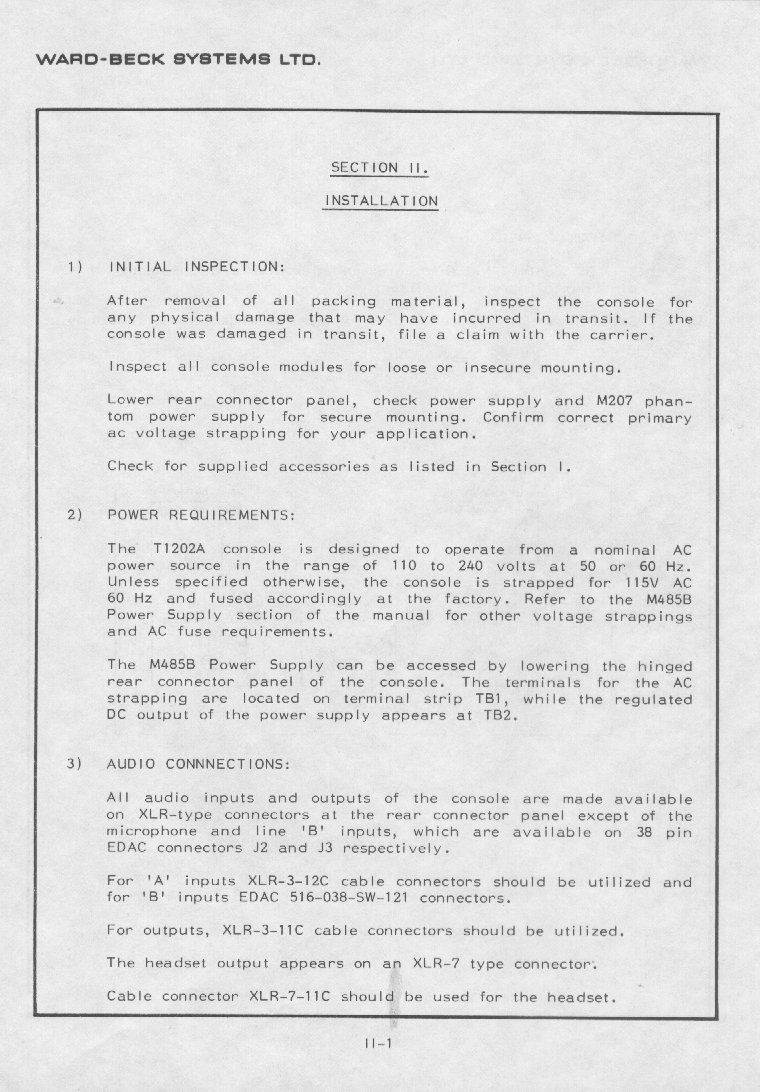 WARD-BECK SYSTEMS LTD.
SECTION II.
INSTALLATION
1) INITIAL INSPECTION:
After removal of all packing material, inspect the console for
any physical damage that may have incurred in transit. If the
console was damaged in transit, file a claim with the carrier.
Inspect all console modules for loose or insecure mounting.
Lower rear connector panel, check power supply and M207 phan-
tom power supply for secure mounting. Confirm correct primary
ac voltage strapping for your application.
Check for supplied accessories as listed in Section I.
2) POWER REQUIREMENTS:
The T1202A console is designed to operate from a nominal AC
power source in the range of 110 to 240 volts at 50 or 60 Hz.
Unless specified otherwise, the console is strapped for 115V AC
60 Hz and fused accordingly at the factory. Refer to the M485B
Power Supply section of the manual for other voltage strappings
and AC fuse requirements.
The M485B Power Supply can be accessed by lowering the hinged
rear connector panel of the console. The terminals for the AC
strapping are located on terminal strip TB1, while the regulated
DC output of the power supply appears at TB2.
3) AUDIO CONNNECTIONS:
All audio inputs and outputs of the console are made available
on XLR-type connectors at the rear connector panel except of the
microphone and line 'B' inputs, which are available on 38 pin
EDAC connectors J2 and J3 respectively.
For 'A' inputs XLR-3-12C cable connectors should be utilized and
for 'B' inputs EDAC 516-038-SW-121 connectors.
For outputs, XLR-3-11C cable connectors should be utilized.
The headset output appears on an XLR-7 type connector.
Cable connector XLR-7-11C should be used for the headset.
II-1